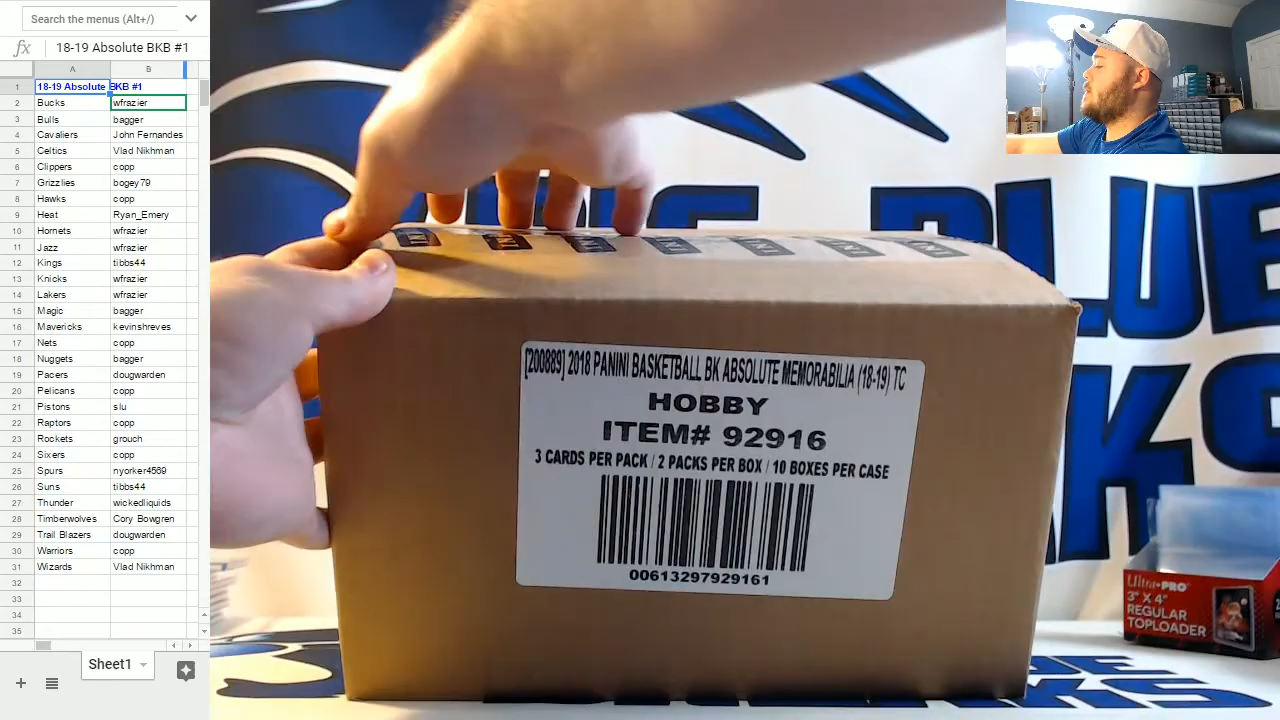 Search the menus (Alt+/)
fx 18-19 Absolute BKB #1
A B
1 18-19 Absolute BKB #1
2 Bucks wfrazier
3 Bulls bagger
4 Cavaliers John Fernandes
5 Celtics Vlad Nikhman
6 Clippers copp
7 Grizzlies bogey79
8 Hawks copp
9 Heat Ryan_Emery
10 Hornets wfrazier
11 Jazz wfrazier
12 Kings tibbs44
13 Knicks wfrazier
14 Lakers wfrazier
15 Magic bagger
16 Mavericks kevinshreves
17 Nets copp
18 Nuggets bagger
19 Pacers dougwarden
20 Pelicans copp
21 Pistons slu
22 Raptors copp
23 Rockets grouch
24 Sixers copp
25 Spurs nyorker4569
26 Suns tibbs44
27 Thunder wickedliquids
28 Timberwolves Cory Bowgren
29 Trail Blazers dougwarden
30 Warriors copp
31 Wizards Vlad Nikhman
32
33
34
35
Sheet1
BLUE
[200889] 2018 PANINI BASKETBALL BK ABSOLUTE MEMORABILIA (18-19) TC
HOBBY
ITEM# 92916
3 CARDS PER PACK / 2 PACKS PER BOX / 10 BOXES PER CASE
00613297929161
Ultra·PRO
3" X 4"
REGULAR
TOPLOADER